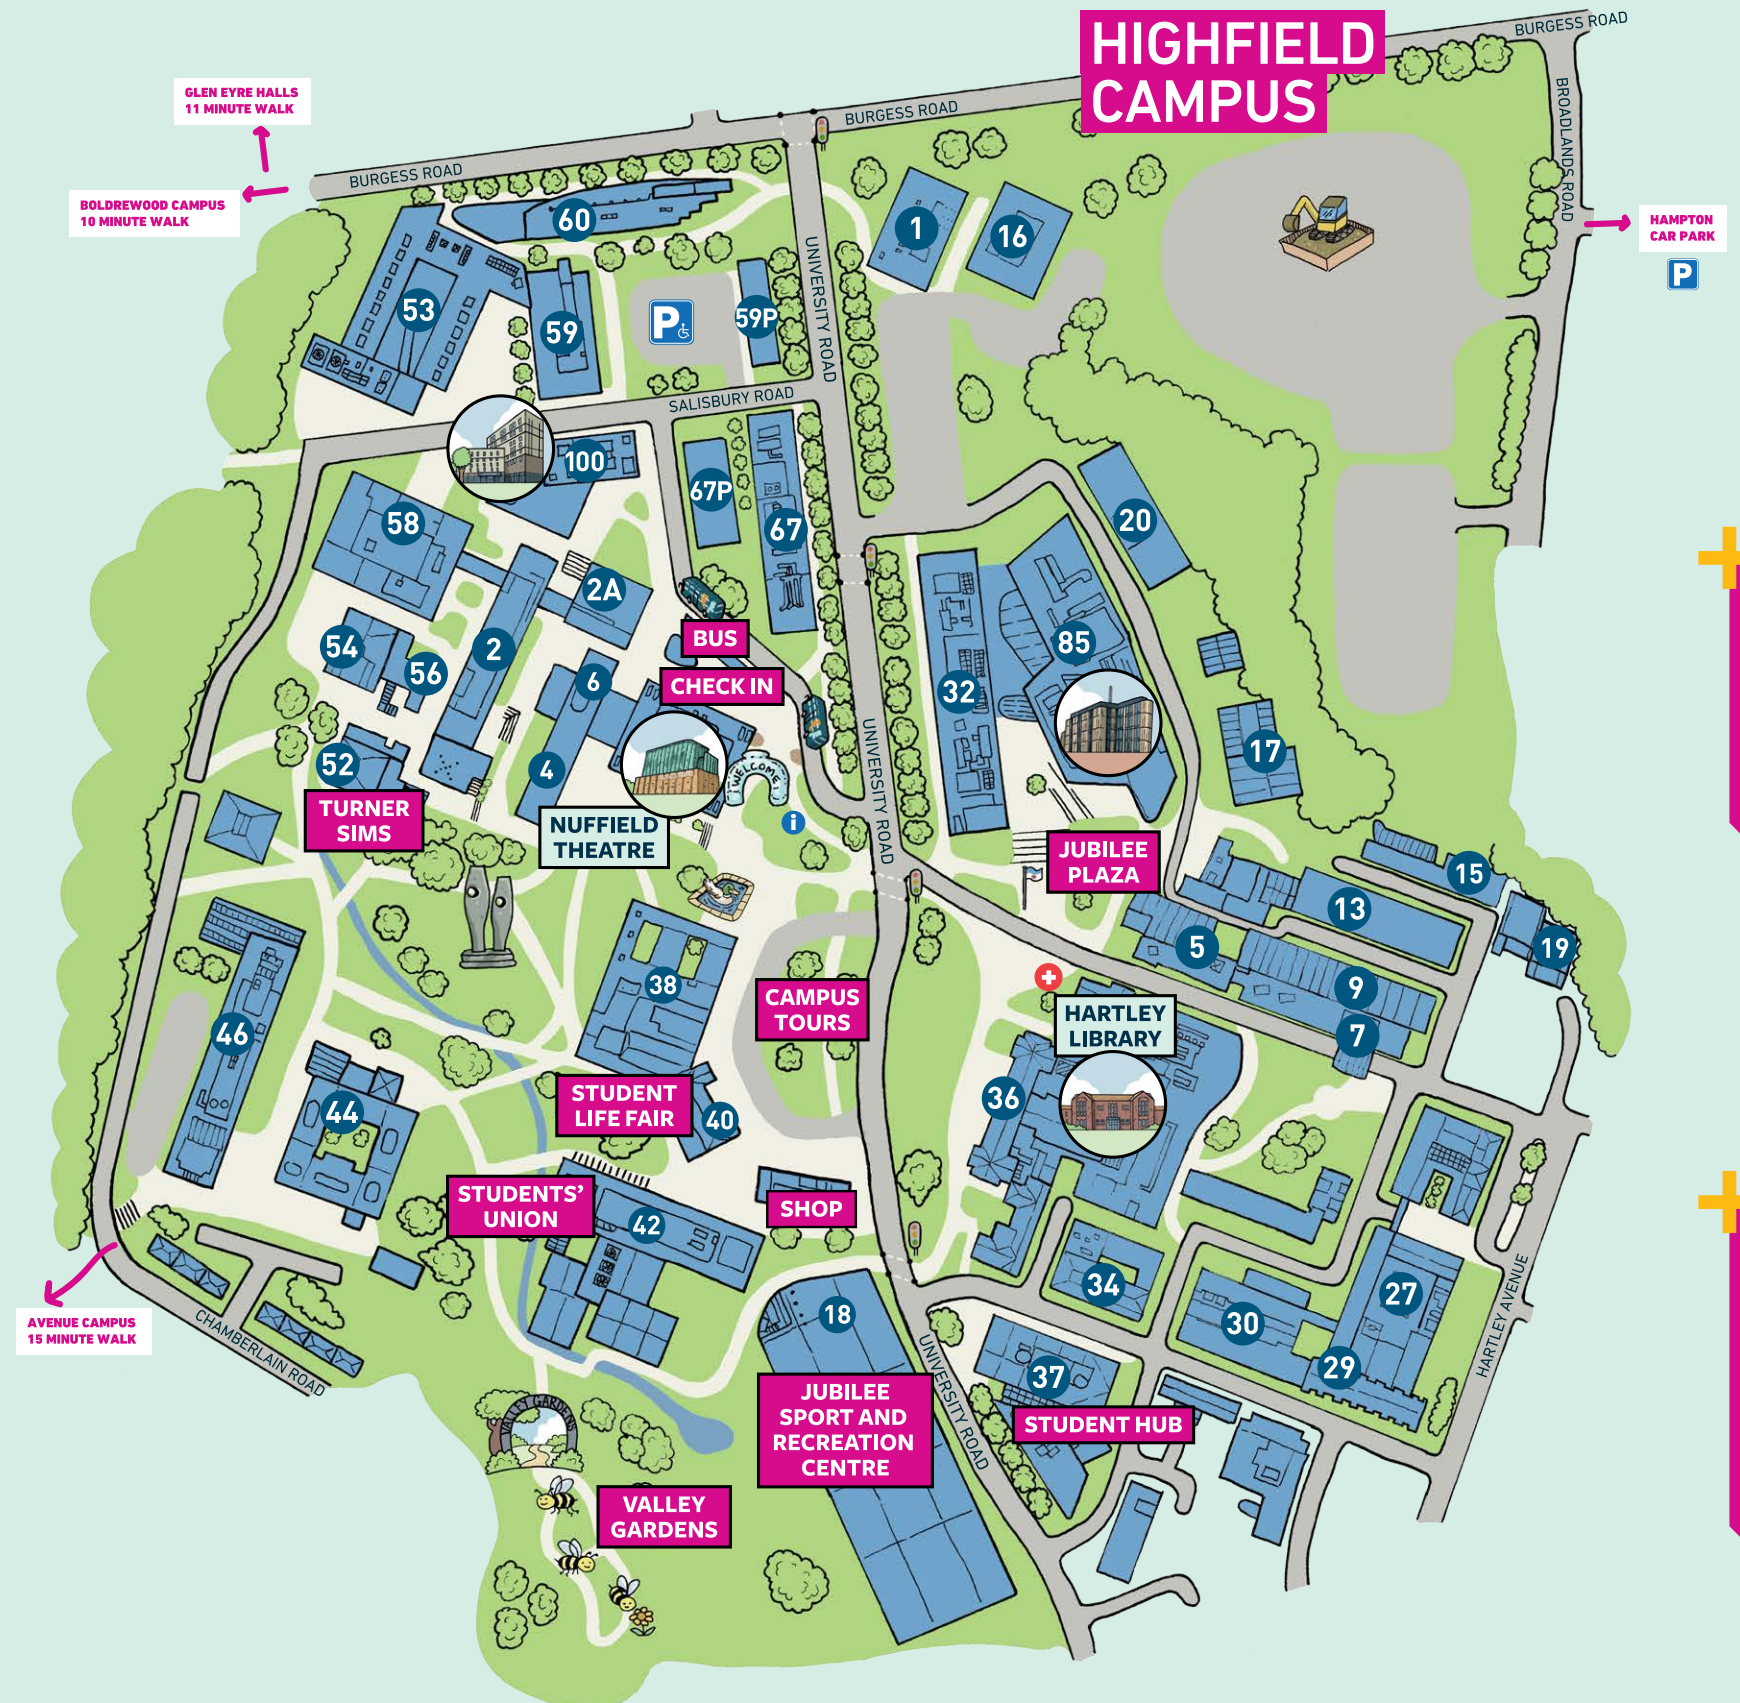 HIGHFIELD
CAMPUS
BURGESS ROAD
BURGESS ROAD
BURGESS ROAD
BROADLANDS ROAD
GLEN EYRE HALLS
11 MINUTE WALK
BOLDREWOOD CAMPUS
10 MINUTE WALK
HAMPTON
CAR PARK
P
60
1
16
53
59
P
59P
UNIVERSITY ROAD
SALISBURY ROAD
100
67P
67
58
20
2A
54
56
2
6
BUS
CHECK IN
32
85
52
4
17
TURNER
SIMS
NUFFIELD
THEATRE
WELCOME!
i
UNIVERSITY ROAD
JUBILEE
PLAZA
15
13
19
5
9
7
38
CAMPUS
TOURS
HARTLEY
LIBRARY
46
44
STUDENT
LIFE FAIR
40
36
STUDENTS'
UNION
42
SHOP
34
27
30
29
18
37
HARTLEY AVENUE
AVENUE CAMPUS
15 MINUTE WALK
CHAMBERLAIN ROAD
UNIVERSITY ROAD
JUBILEE
SPORT AND
RECREATION
CENTRE
STUDENT HUB
VALLEY GARDENS
VALLEY
GARDENS